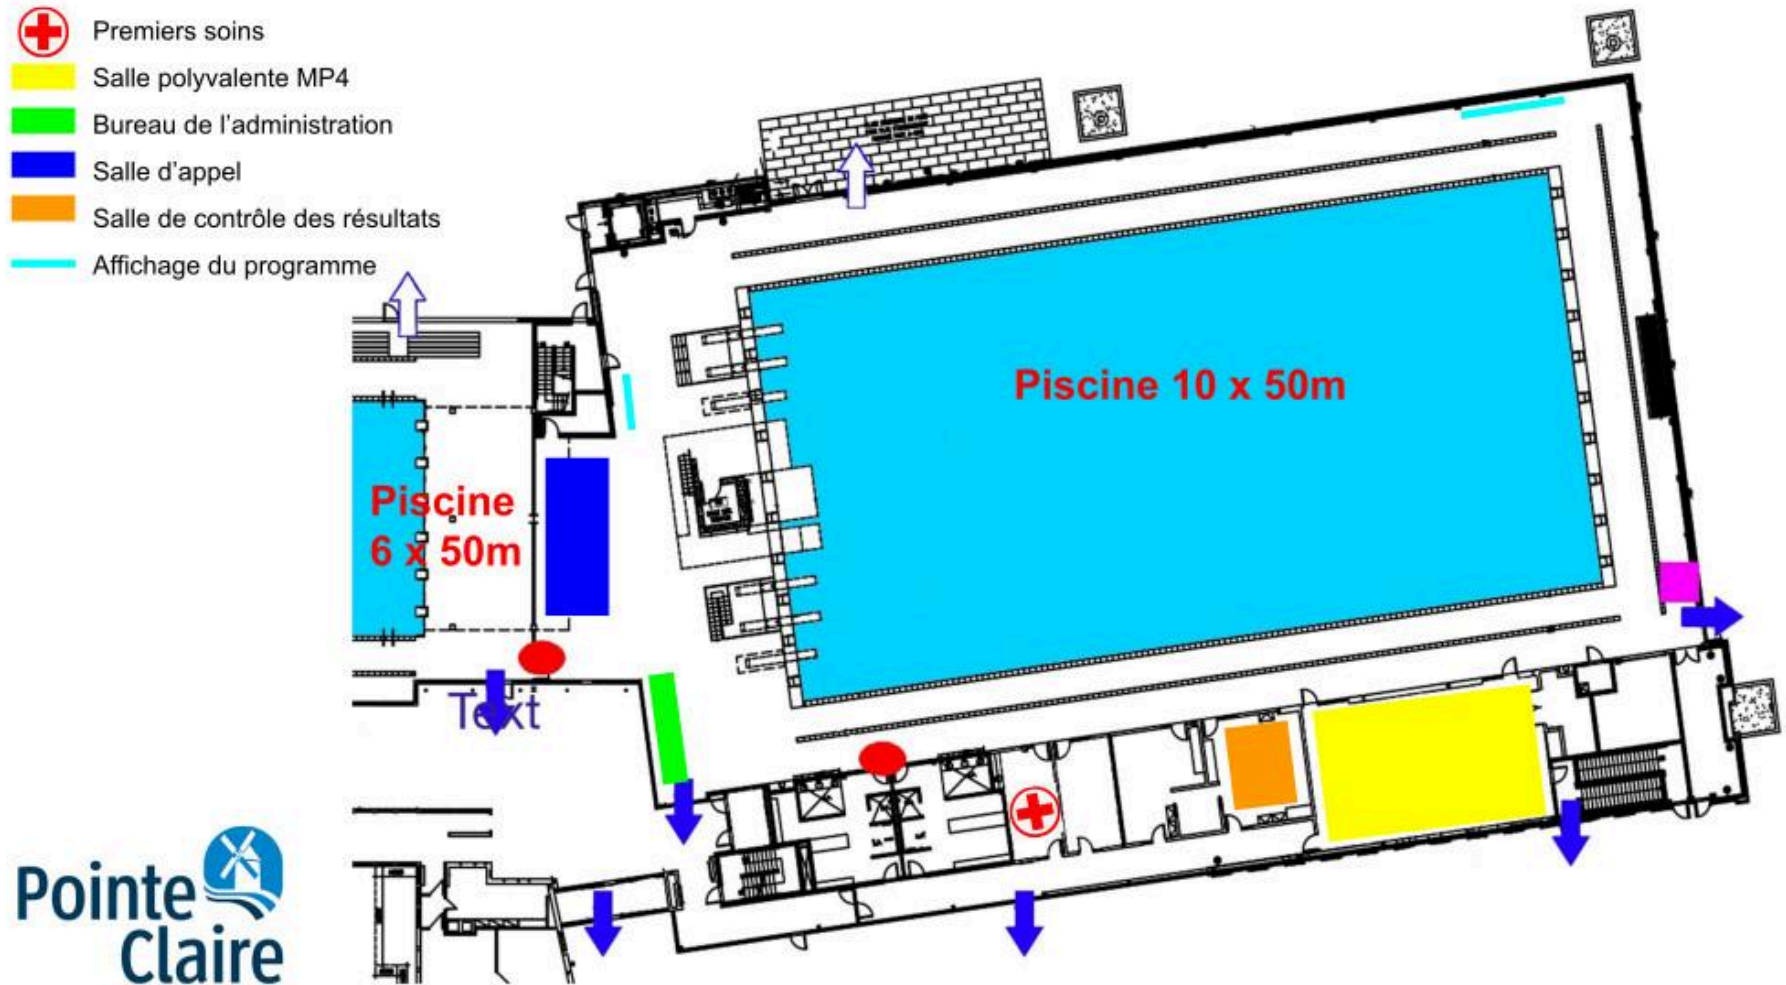 Premiers soins
Salle polyvalente MP4
Bureau de l'administration
Salle d'appel
Salle de contrôle des résultats
Affichage du programme
Piscine 10 x 50m
Piscine
6 x 50m
Text
Pointe
Claire